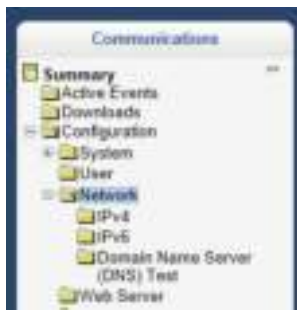 Communications
Summary
Active Events
Downloads
Configuration
System
User
Network
IPv4
IPv6
Domain Name Server
(DNS) Test
Web Server